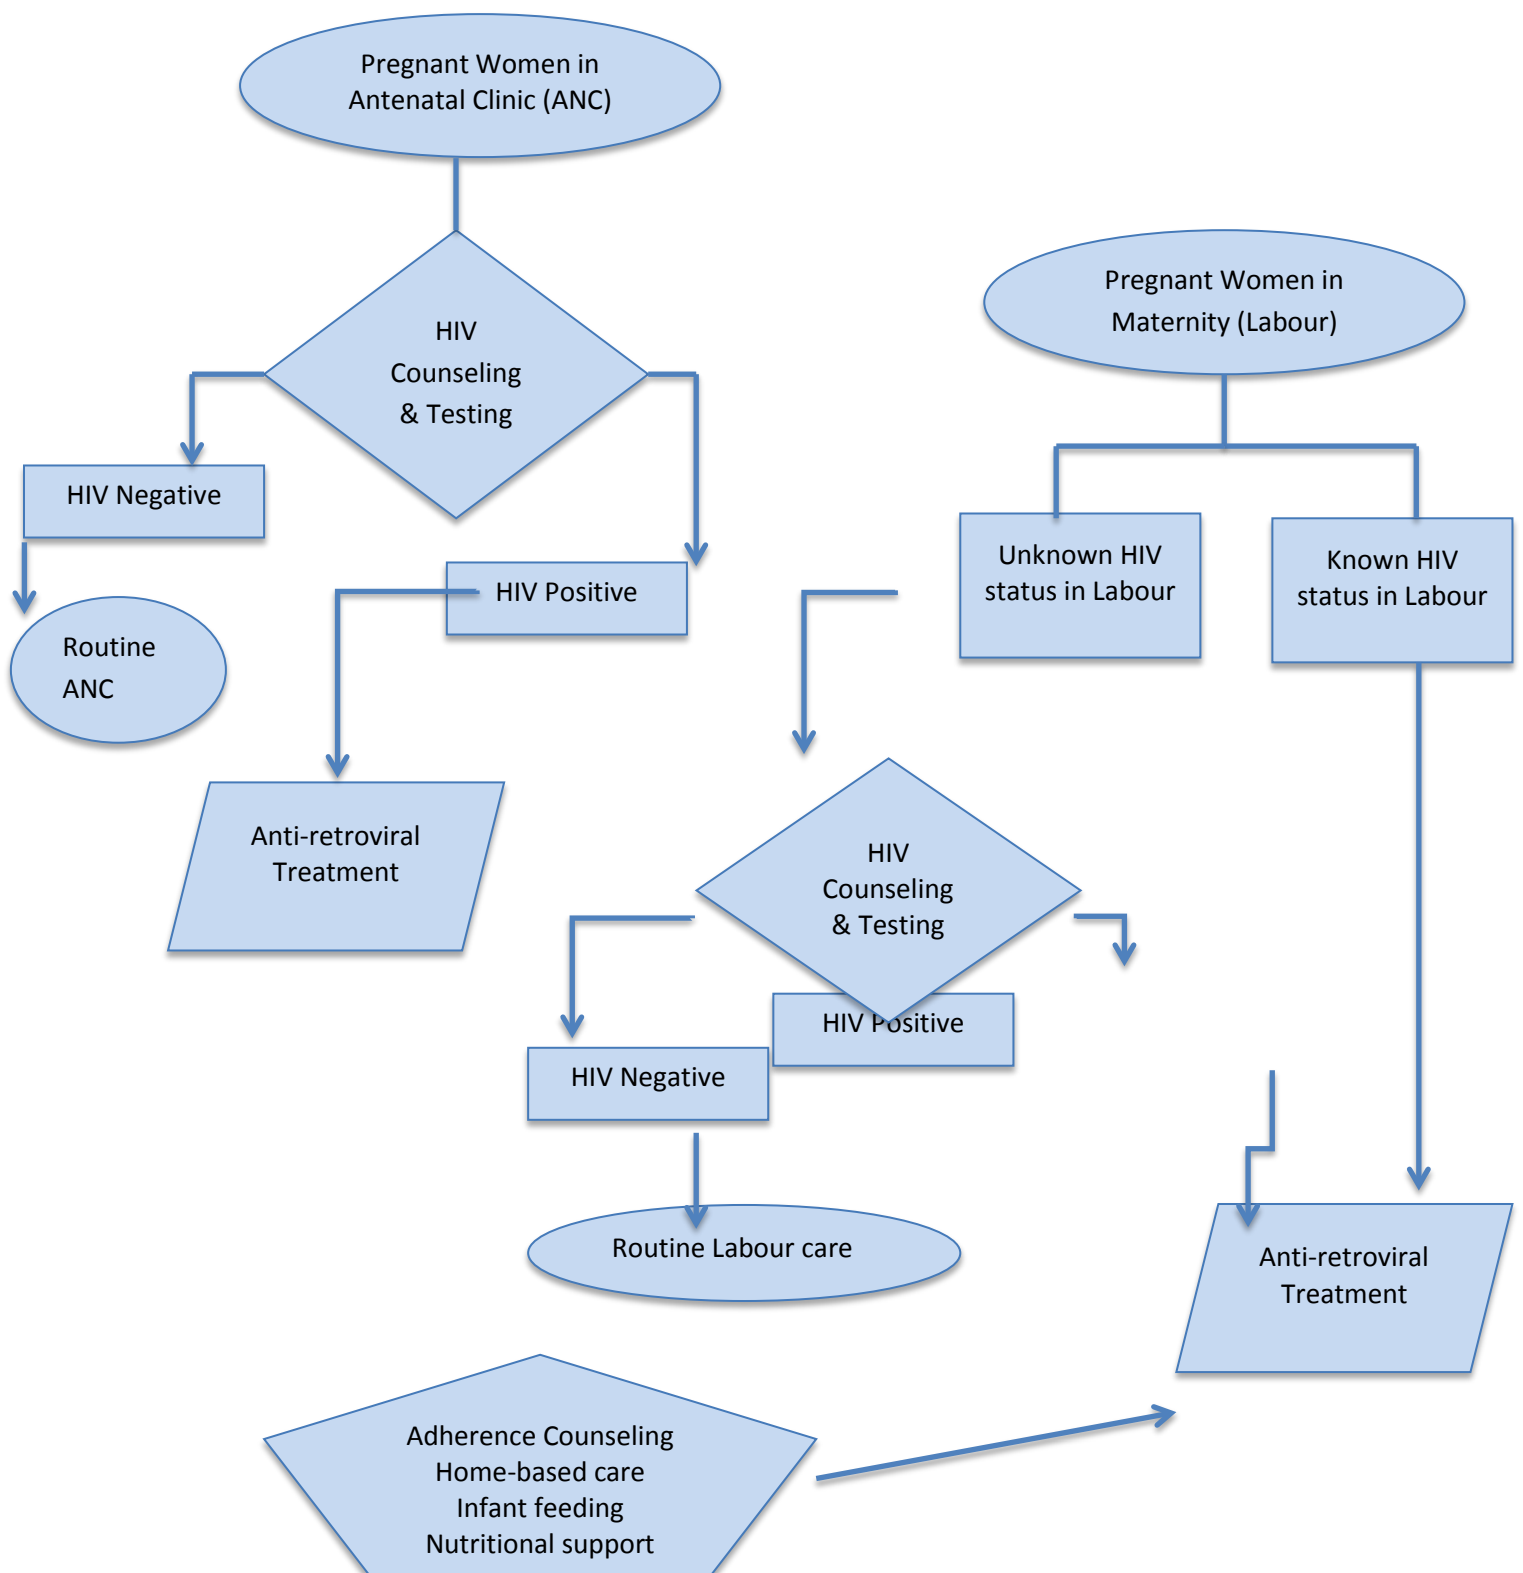 Pregnant Women in
Antenatal Clinic (ANC)
HIV
Counseling
& Testing
Pregnant Women in
Maternity (Labour)
HIV Negative
HIV Positive
Unknown HIV
status in Labour
Known HIV
status in Labour
Routine
ANC
Anti-retroviral
Treatment
HIV
Counseling
& Testing
HIV Positive
HIV Negative
Routine Labour care
Anti-retroviral
Treatment
Adherence Counseling
Home-based care
Infant feeding
Nutritional support